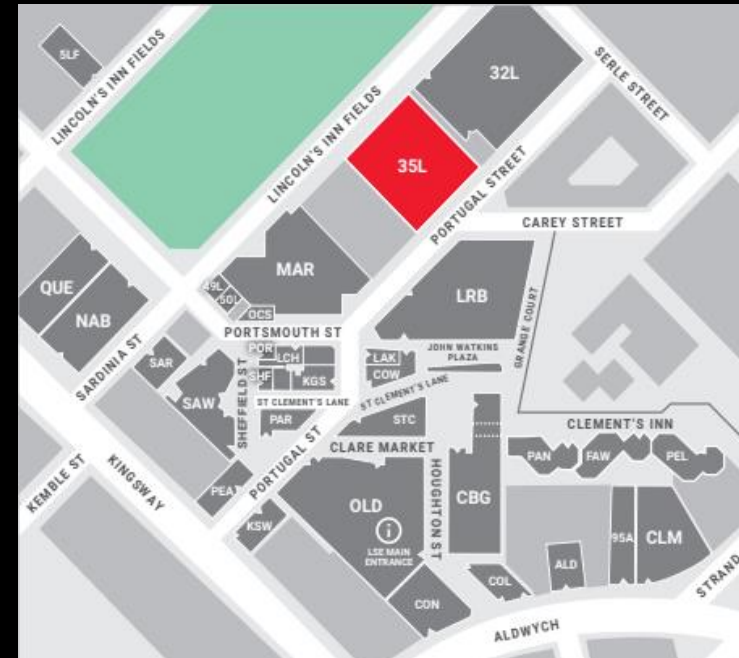 5LF
LINCOLN'S INN FIELDS
32L
SERLE STREET
LINCOLN'S INN FIELDS
35L
PORTUGAL STREET
CAREY STREET
MAR
QUE
49L
50L
LRB
NAB
OCS
PORTSMOUTH ST
GRANGE COURT
SARDINIA ST
POR
LCH
LAK
JOHN WATKINS
PLAZA
SAR
SHF
KGS
COW
SHEFFIELD ST
ST CLEMENT'S LANE
ST CLEMENT'S LANE
SAW
PAR
STC
CLEMENT'S INN
PORTUGAL ST
CLARE MARKET
PAN
FAW
PEL
KEMBLE ST
KINGSWAY
PEA
HOUGHTON ST
CBG
OLD
KSW
i
LSE MAIN
ENTRANCE
95A
CLM
ALD
COL
STRAND
CON
ALDWYCH